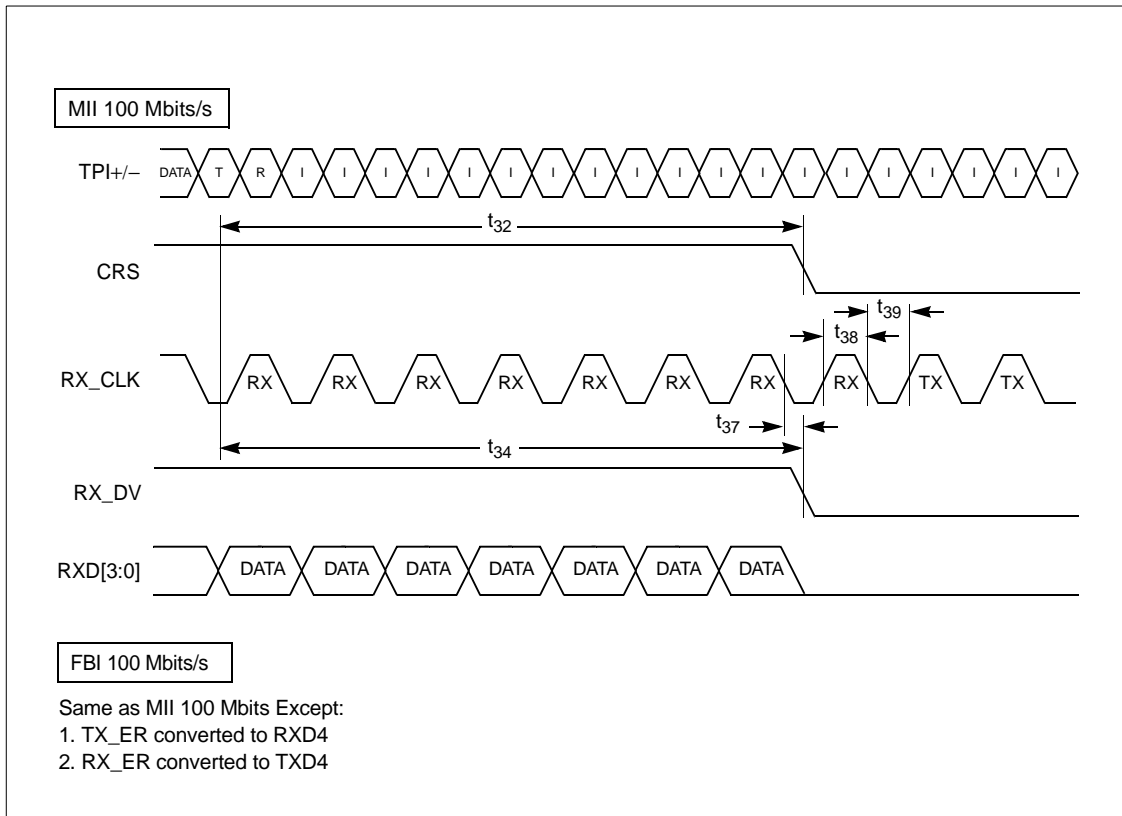 MII 100 Mbits/s
TPI+/− DATA T R I I I I I I I I I I I I I I I I I I I
t32
CRS
t39
t38
RX_CLK RX RX RX RX RX RX RX RX TX TX
t37
t34
RX_DV
RXD[3:0] DATA DATA DATA DATA DATA DATA DATA
FBI 100 Mbits/s
Same as MII 100 Mbits Except:
1. TX_ER converted to RXD4
2. RX_ER converted to TXD4